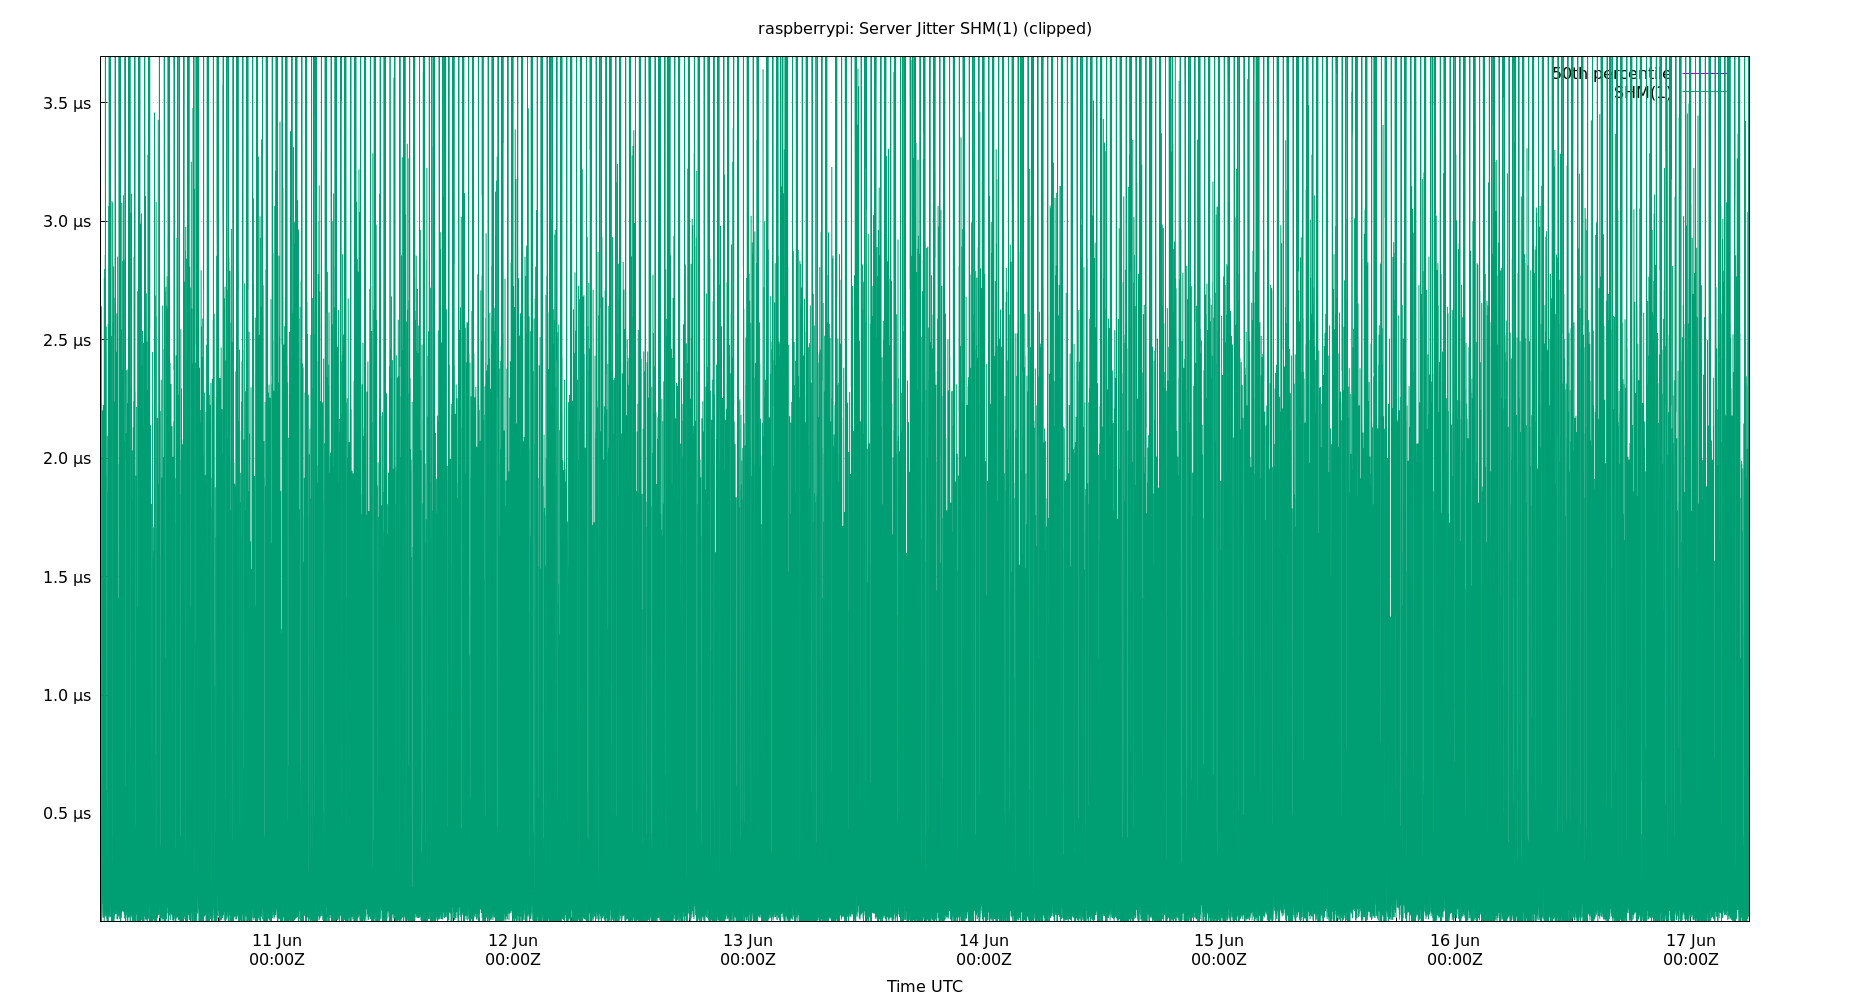 raspberrypi: Server Jitter SHM(1) (clipped)
50th percentile
SHM(1)
3.5 µs
3.0 µs
2.5 µs
2.0 µs
1.5 µs
1.0 µs
0.5 µs
11 Jun 12 Jun 13 Jun 14 Jun 15 Jun 16 Jun 17 Jun
00:00Z 00:00Z 00:00Z 00:00Z 00:00Z 00:00Z 00:00Z
Time UTC